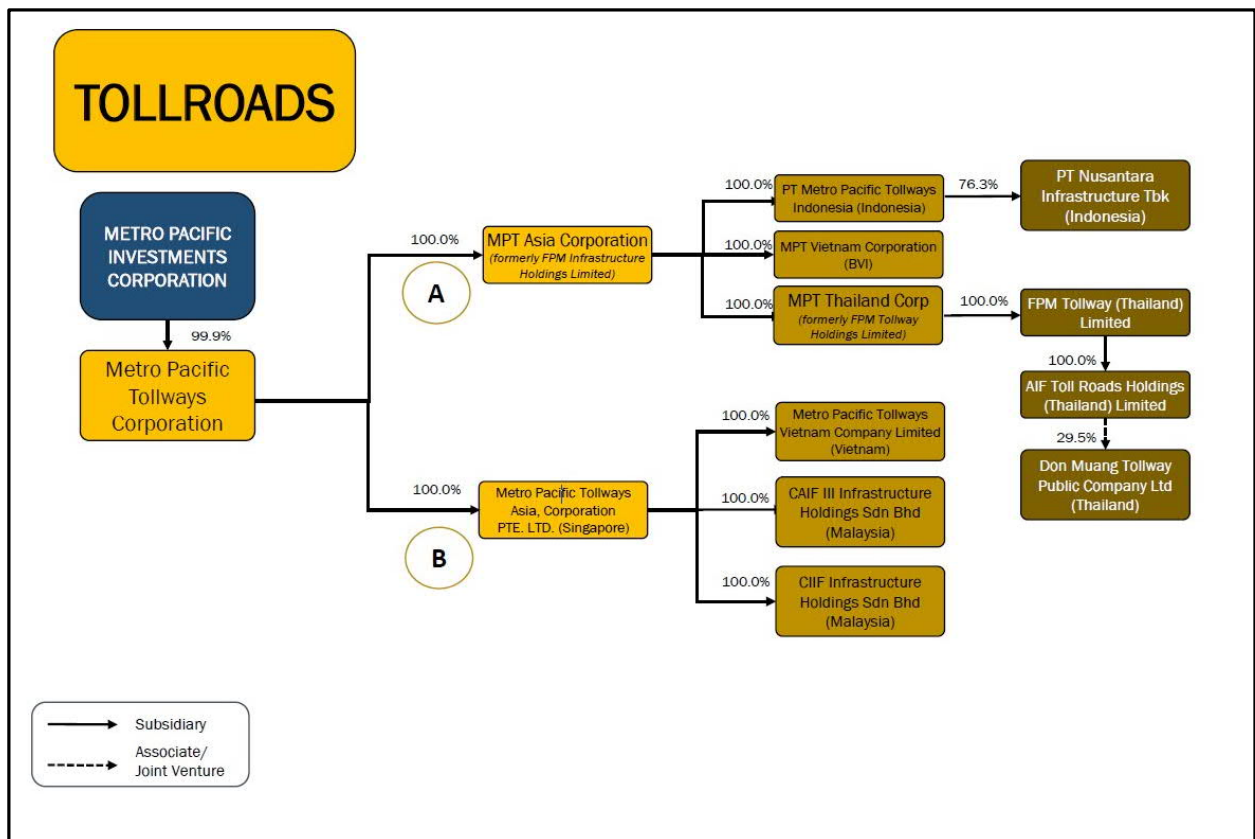 TOLLROADS
METRO PACIFIC
INVESTMENTS
CORPORATION
99.9%
Metro Pacific
Tollways
Corporation
100.0%
A
MPT Asia Corporation
(formerly FPM Infrastructure
Holdings Limited)
100.0%
PT Metro Pacific Tollways
Indonesia (Indonesia)
76.3%
PT Nusantara
Infrastructure Tbk
(Indonesia)
100.0%
MPT Vietnam Corporation
(BVI)
100.0%
MPT Thailand Corp
(formerly FPM Tollway
Holdings Limited)
100.0%
FPM Tollway (Thailand)
Limited
100.0%
AIF Toll Roads Holdings
(Thailand) Limited
29.5%
Don Muang Tollway
Public Company Ltd
(Thailand)
100.0%
B
Metro Pacific Tollways
Asia, Corporation
PTE. LTD. (Singapore)
100.0%
Metro Pacific Tollways
Vietnam Company Limited
(Vietnam)
100.0%
CAIF III Infrastructure
Holdings Sdn Bhd
(Malaysia)
100.0%
CIIF Infrastructure
Holdings Sdn Bhd
(Malaysia)
Subsidiary
Associate/
Joint Venture